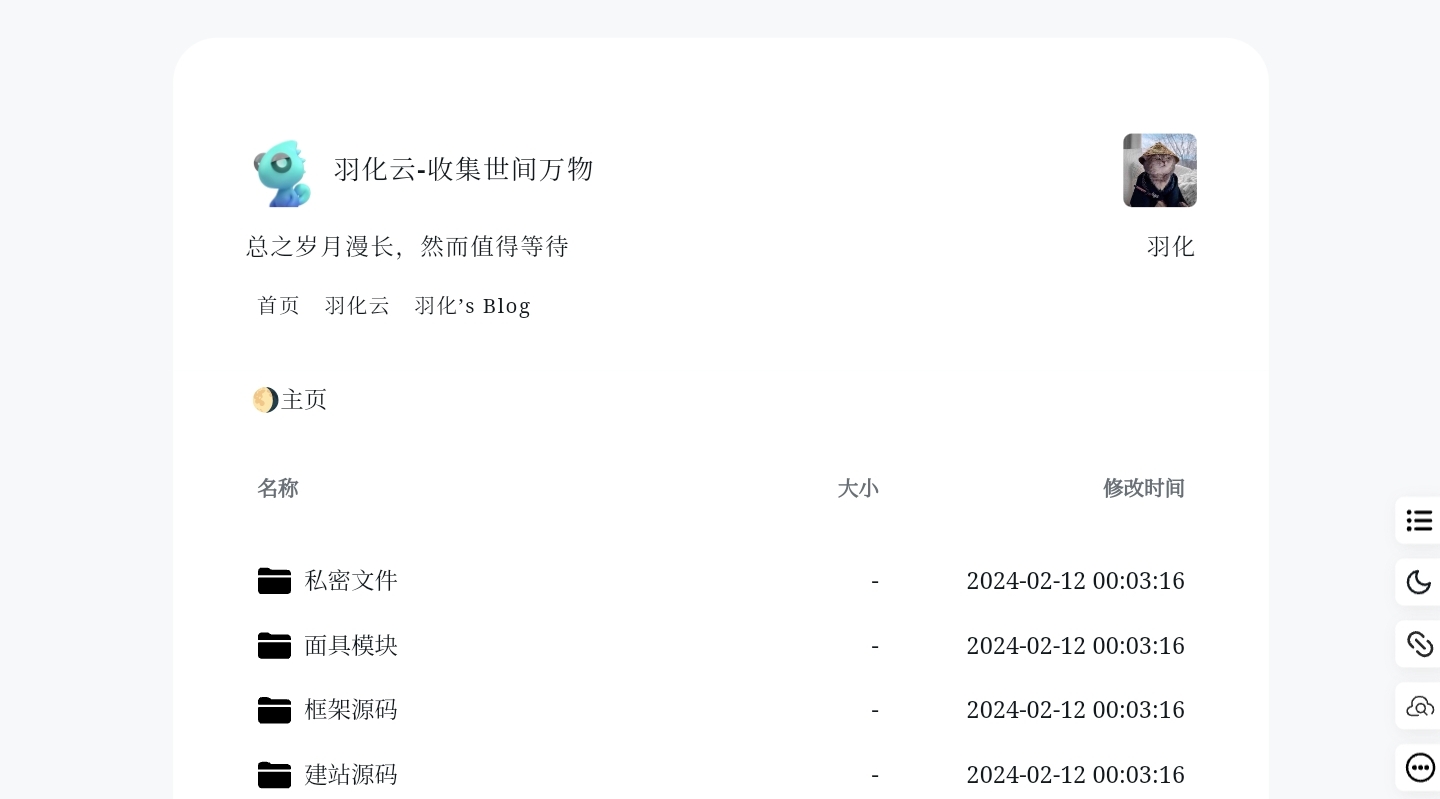 羽化云-收集世间万物
总之岁月漫长，然而值得等待
羽化
首页 羽化云 羽化’s Blog
🌖主页
名称 大小 修改时间
私密文件 - 2024-02-12 00:03:16
面具模块 - 2024-02-12 00:03:16
框架源码 - 2024-02-12 00:03:16
建站源码 - 2024-02-12 00:03:16